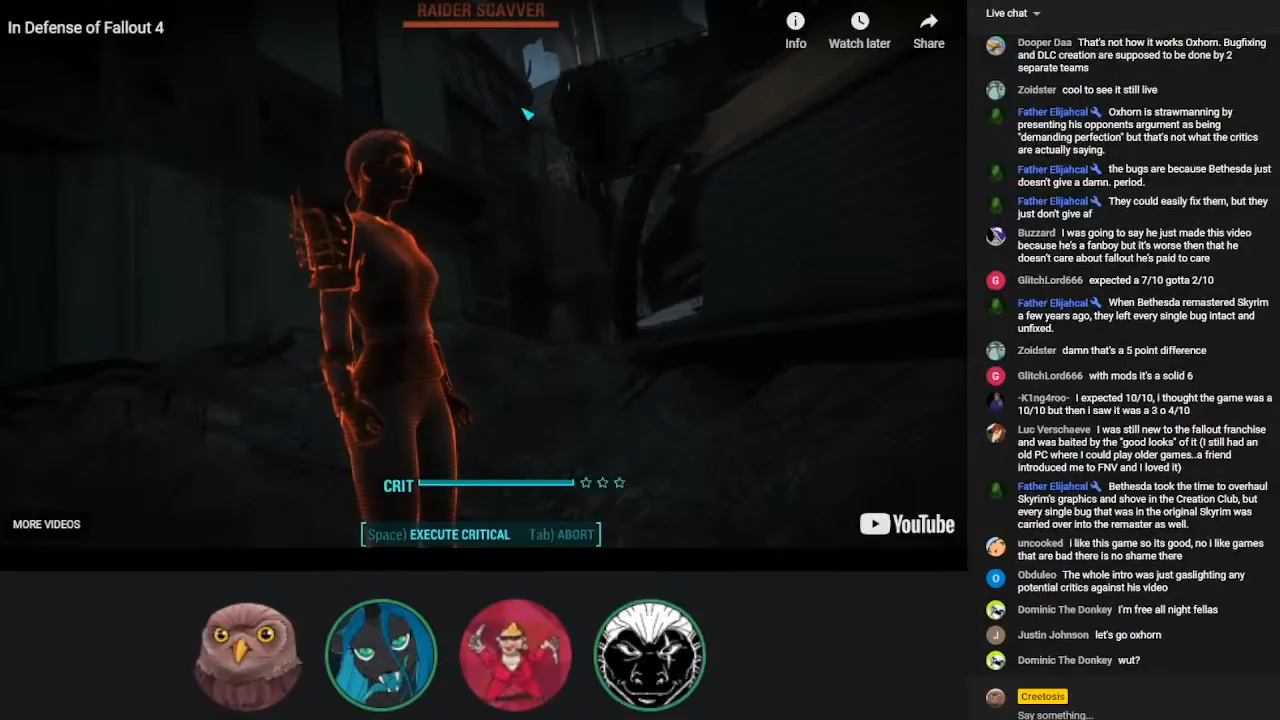 In Defense of Fallout 4
RAIDER SCAVVER
Info
Watch later
Share
CRIT
Space) EXECUTE CRITICAL Tab) ABORT
MORE VIDEOS
YouTube
Live chat
Dooper Daa That's not how it works Oxhorn. Bugfixing
and DLC creation are supposed to be done by 2
separate teams
Zoidster cool to see it still live
Father Elijahcal Oxhorn is strawmanning by
presenting his opponents argument as being
"demanding perfection" but that's not what the critics
are actually saying.
Father Elijahcal the bugs are because Bethesda just
doesn't give a damn. period.
Father Elijahcal They could easily fix them, but they
just don't give af
Buzzard I was going to say he just made this video
because he's a fanboy but it's worse then that he
doesn't care about fallout he's paid to care
G
GlitchLord666 expected a 7/10 gotta 2/10
Father Elijahcal When Bethesda remastered Skyrim
a few years ago, they left every single bug intact and
unfixed.
Zoidster damn that's a 5 point difference
G
GlitchLord666 with mods it's a solid 6
-K1ng4roo- I expected 10/10, i thought the game was a
10/10 but then i saw it was a 3 o 4/10
Luc Verschaeve I was still new to the fallout franchise
and was baited by the "good looks" of it (I still had an
old PC where I could play older games..a friend
introduced me to FNV and I loved it)
Father Elijahcal Bethesda took the time to overhaul
Skyrim's graphics and shove in the Creation Club, but
every single bug that was in the original Skyrim was
carried over into the remaster as well.
uncooked i like this game so its good, no i like games
that are bad there is no shame there
O
Obduleo The whole intro was just gaslighting any
potential critics against his video
Dominic The Donkey I'm free all night fellas
J
Justin Johnson let's go oxhorn
Dominic The Donkey wut?
Creetosis
Say something...